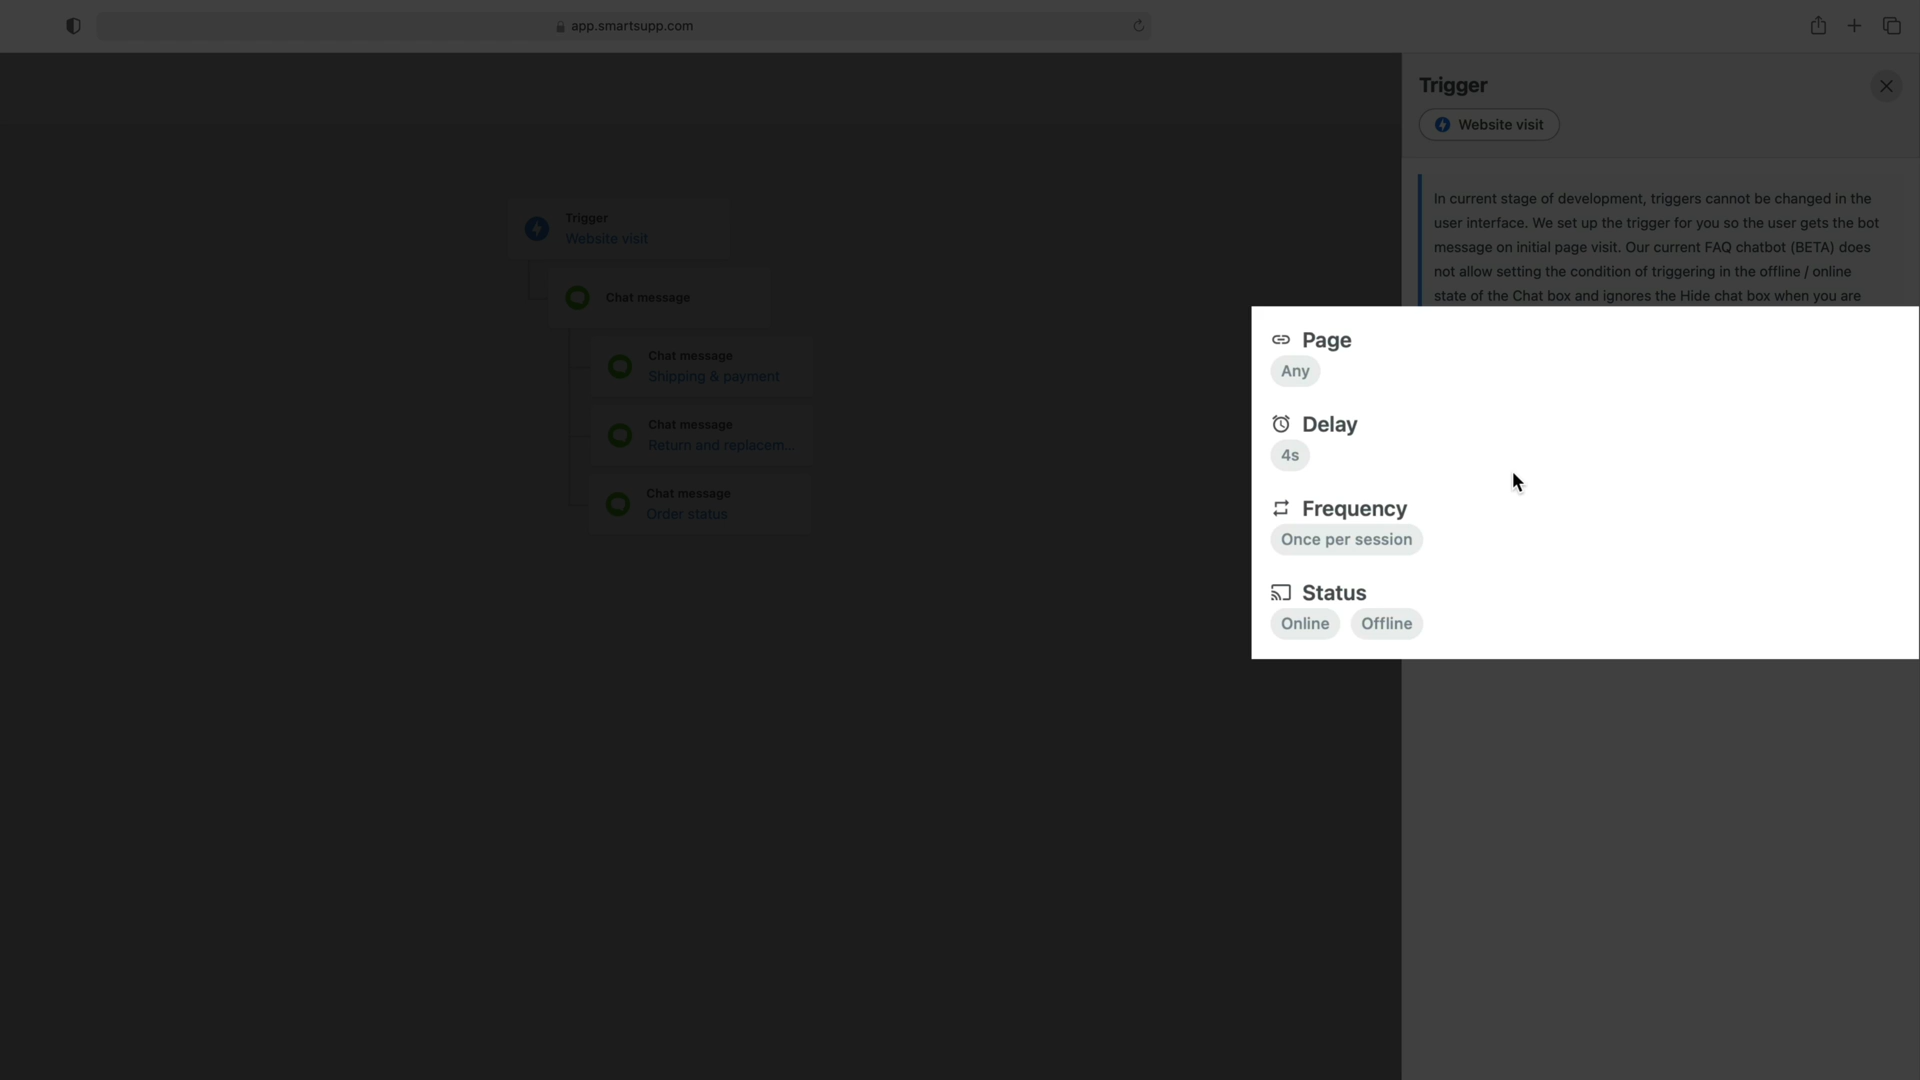 app.smartsupp.com
Trigger
Website visit
In current stage of development, triggers cannot be changed in the
user interface. We set up the trigger for you so the user gets the bot
message on initial page visit. Our current FAQ chatbot (BETA) does
not allow setting the condition of triggering in the offline / online
state of the Chat box and ignores the Hide chat box when you are
Trigger
Website visit
Chat message
Chat message
Shipping & payment
Chat message
Return and replacem...
Chat message
Order status
Page
Any
Delay
4s
Frequency
Once per session
Status
Online Offline